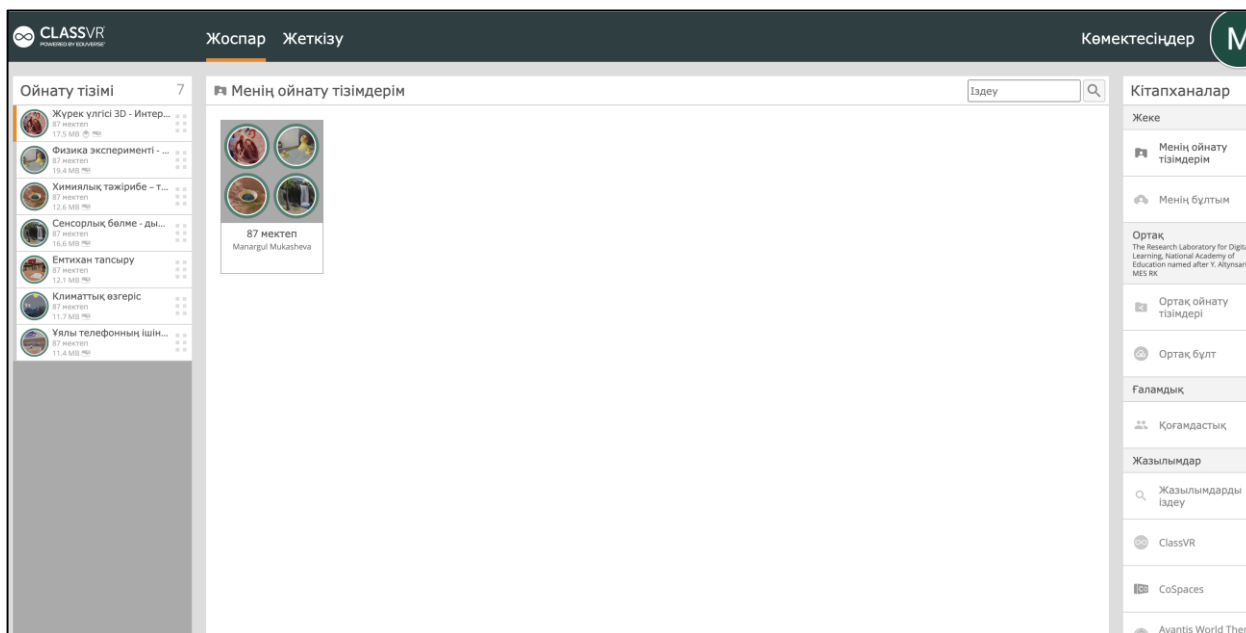 CLASSVR
POWERED BY EDUVERSE
Жоспар Жеткізу
Көмектесіңдер
M
Ойнату тізімі 7
Жүрек үлгісі 3D - Интер...
87 мектеп
17.5 MB
Физика эксперименті - ...
87 мектеп
19.4 MB
Химиялық тәжірибе – т...
87 мектеп
12.6 MB
Сенсорлық бөлме - ды...
87 мектеп
16.6 MB
Емтихан тапсыру
87 мектеп
12.1 MB
Климаттық өзгеріс
87 мектеп
11.7 MB
Ұялы телефонның ішін...
87 мектеп
11.4 MB
Менің ойнату тізімдерім
Іздеу
87 мектеп
Manargul Mukasheva
Кітапханалар
Жеке
Менің ойнату
тізімдерім
Менің бұлтым
Ортақ
The Research Laboratory for Digita
Learning, National Academy of
Education named after Y. Altynsari
MES RK
Ортақ ойнату
тізімдері
Ортақ бұлт
Ғаламдық
Қоғамдастық
Жазылымдар
Жазылымдарды
іздеу
ClassVR
CoSpaces
Avantis World Ther